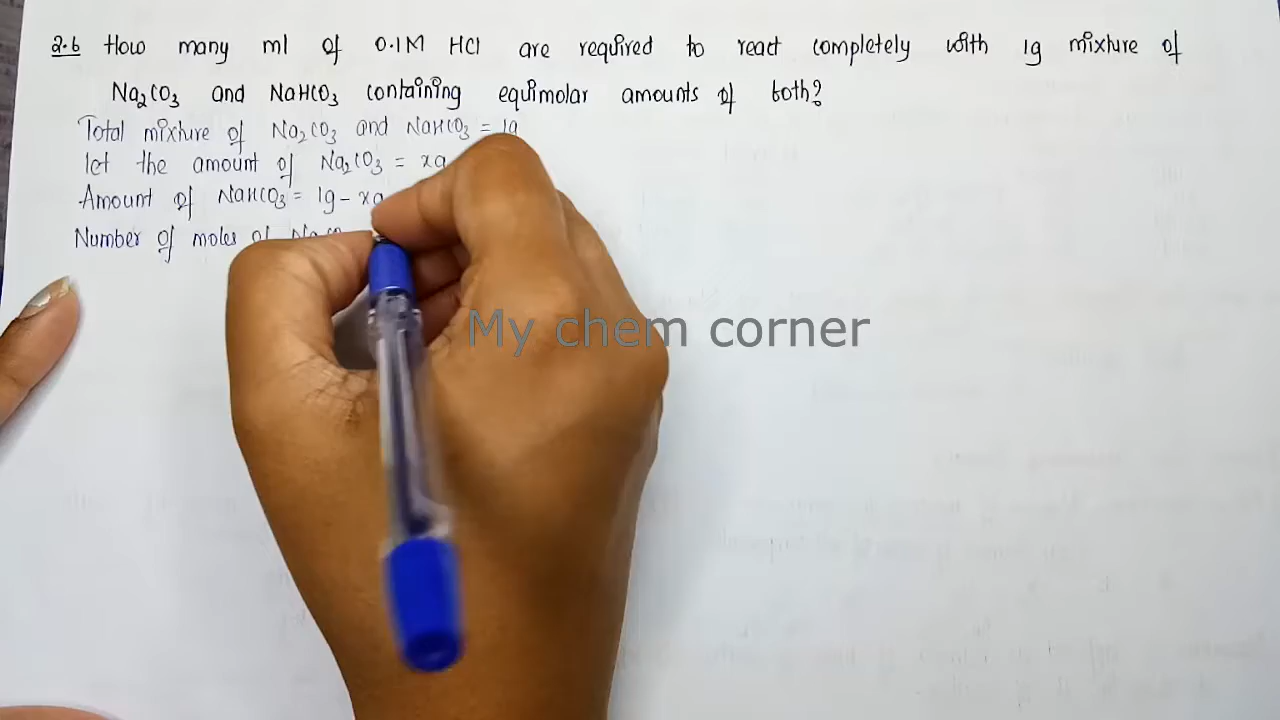 2.6 How many ml of 0.1M HCl are required to react completely with 1g mixture of
Na₂CO₃ and NaHCO₃ containing equimolar amounts of both?
Total mixture of Na₂CO₃ and NaHCO₃ = 1g
let the amount of Na₂CO₃ = xg
Amount of NaHCO₃ = 1g - xg
Number of moles of
My chem corner